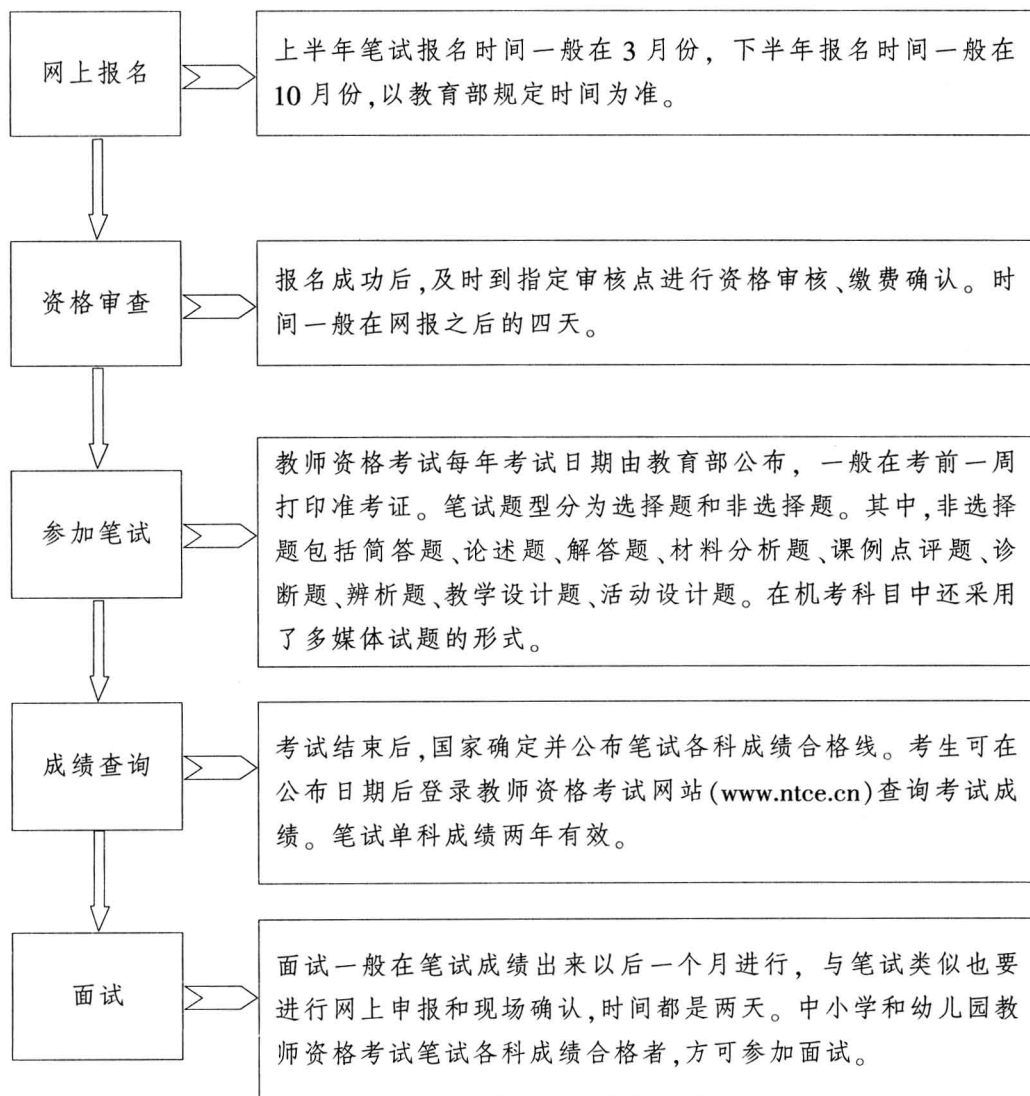 网上报名
上半年笔试报名时间一般在 3 月份，下半年报名时间一般在
10 月份,以教育部规定时间为准。
资格审查
报名成功后,及时到指定审核点进行资格审核、缴费确认。时
间一般在网报之后的四天。
参加笔试
教师资格考试每年考试日期由教育部公布，一般在考前一周
打印准考证。笔试题型分为选择题和非选择题。其中,非选择
题包括简答题、论述题、解答题、材料分析题、课例点评题、诊
断题、辨析题、教学设计题、活动设计题。在机考科目中还采用
了多媒体试题的形式。
成绩查询
考试结束后,国家确定并公布笔试各科成绩合格线。考生可在
公布日期后登录教师资格考试网站(www.ntce.cn)查询考试成
绩。笔试单科成绩两年有效。
面试
面试一般在笔试成绩出来以后一个月进行，与笔试类似也要
进行网上申报和现场确认,时间都是两天。中小学和幼儿园教
师资格考试笔试各科成绩合格者,方可参加面试。